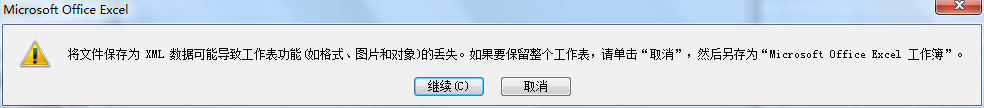 Microsoft Office Excel
将文件保存为 XML 数据可能导致工作表功能(如格式、图片和对象)的丢失。如果要保留整个工作表，请单击“取消”，然后另存为“Microsoft Office Excel 工作簿”。
继续(C)
取消